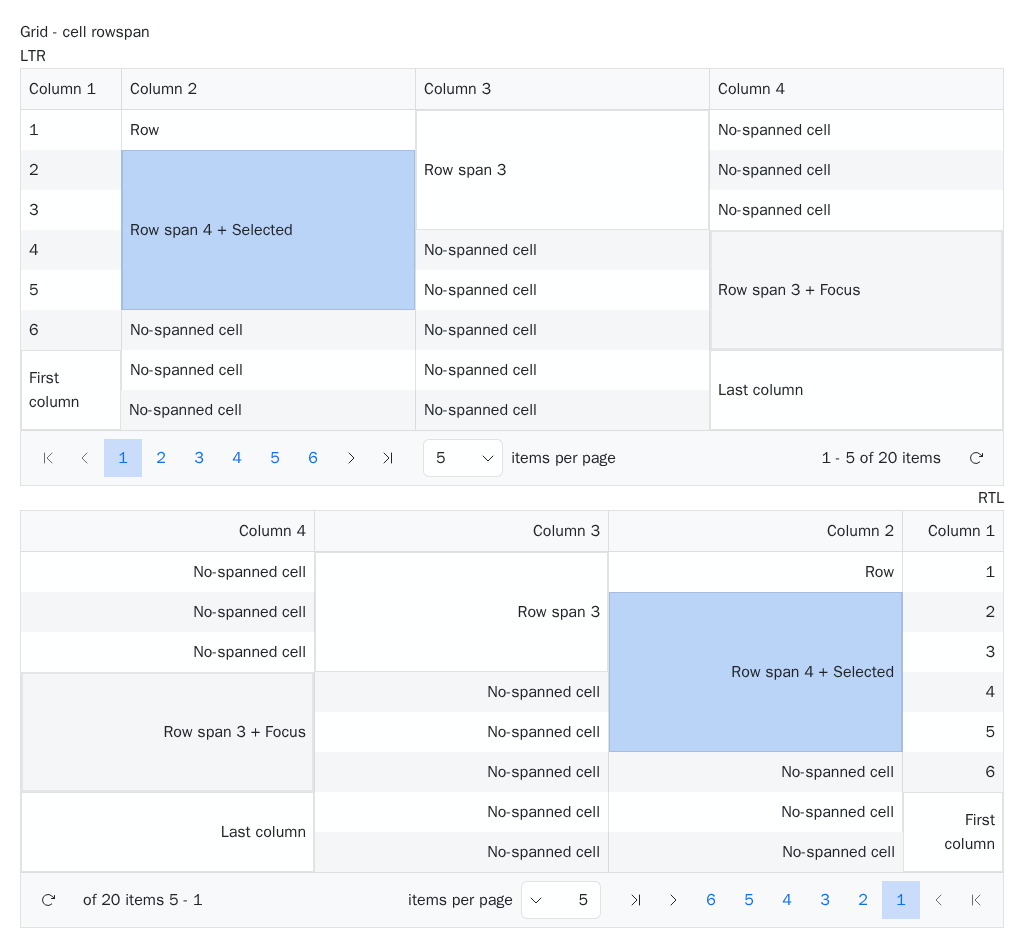 Grid - cell rowspan
LTR
Column 1 Column 2 Column 3 Column 4
1 Row Row span 3 No-spanned cell
2 Row span 4 + Selected No-spanned cell
3 No-spanned cell
4 No-spanned cell Row span 3 + Focus
5 No-spanned cell
6 No-spanned cell No-spanned cell
First column No-spanned cell No-spanned cell Last column
No-spanned cell No-spanned cell
1 2 3 4 5 6 5 items per page 1 - 5 of 20 items
RTL
Column 4 Column 3 Column 2 Column 1
No-spanned cell Row span 3 Row 1
No-spanned cell Row span 4 + Selected 2
No-spanned cell 3
Row span 3 + Focus No-spanned cell 4
No-spanned cell 5
No-spanned cell No-spanned cell 6
Last column No-spanned cell No-spanned cell First column
No-spanned cell No-spanned cell
of 20 items 5 - 1 items per page 5 6 5 4 3 2 1